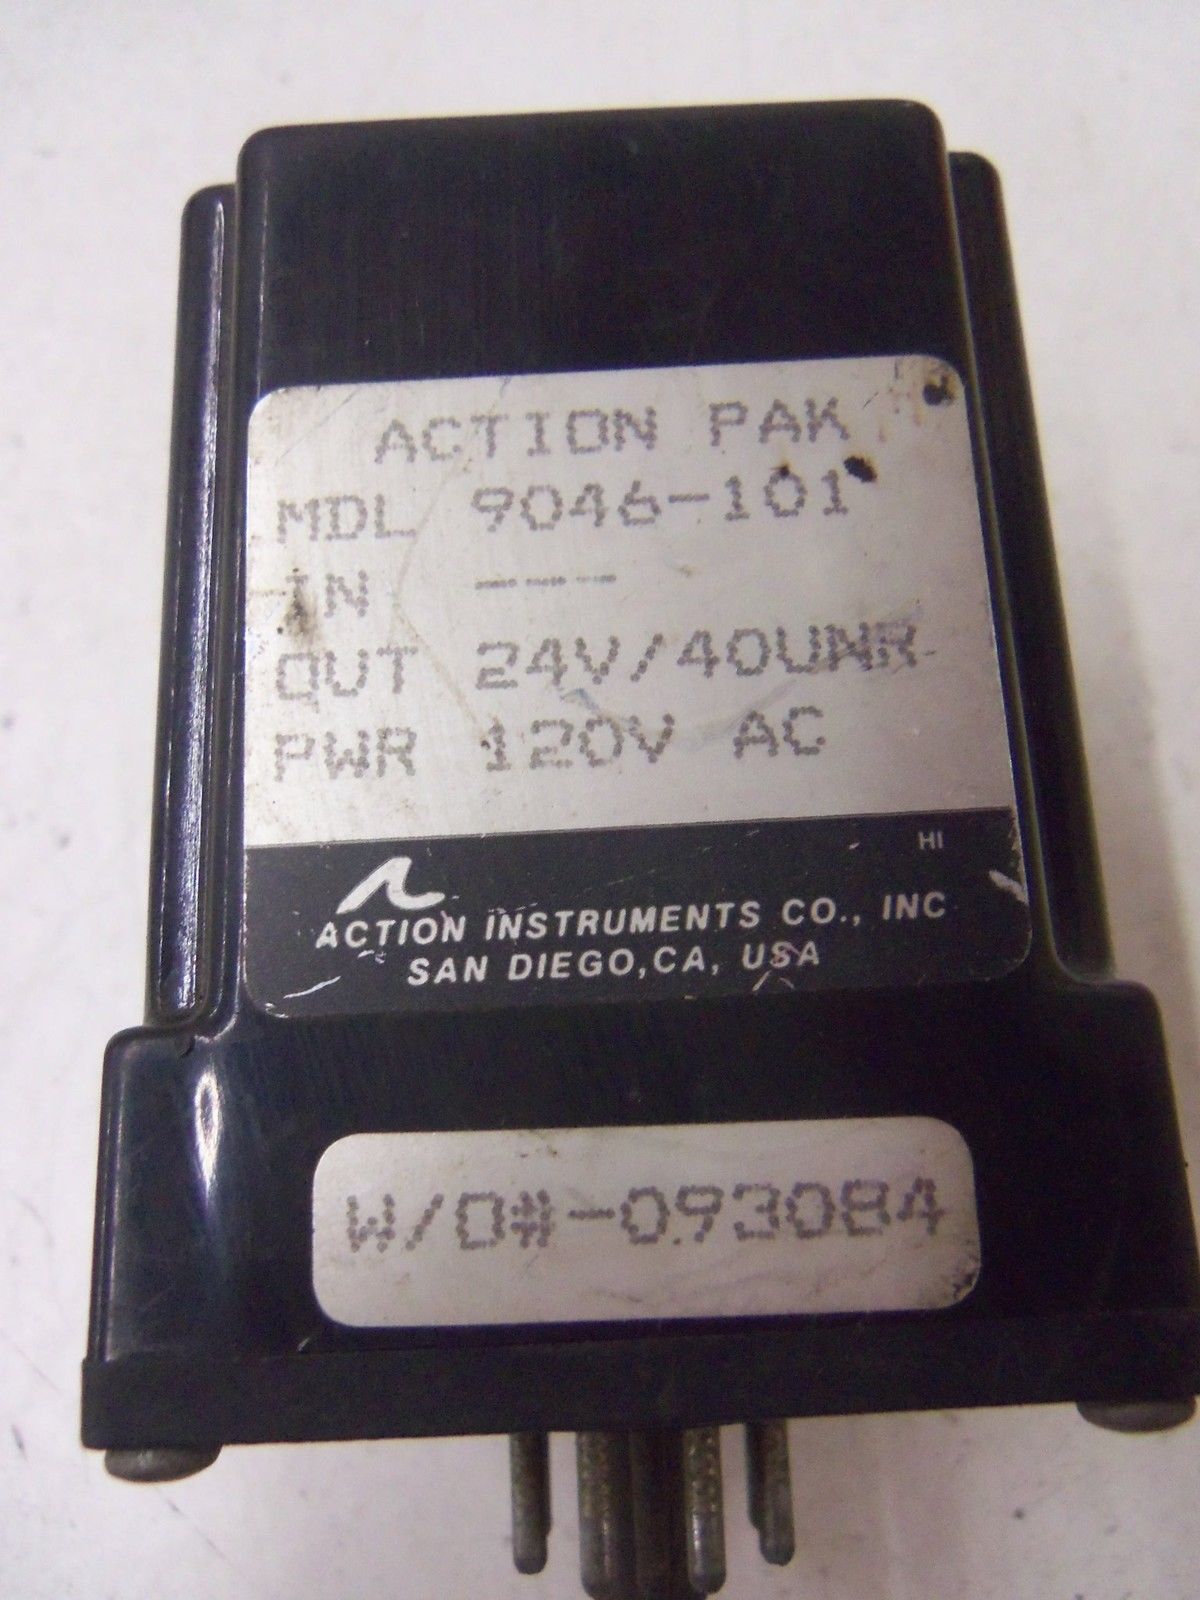 ACTION PAK
MDL 9046-101
IN ---
OUT 24V/40UNR
PWR 120V AC
HI
ACTION INSTRUMENTS CO., INC
SAN DIEGO, CA, USA
W/O#-093084